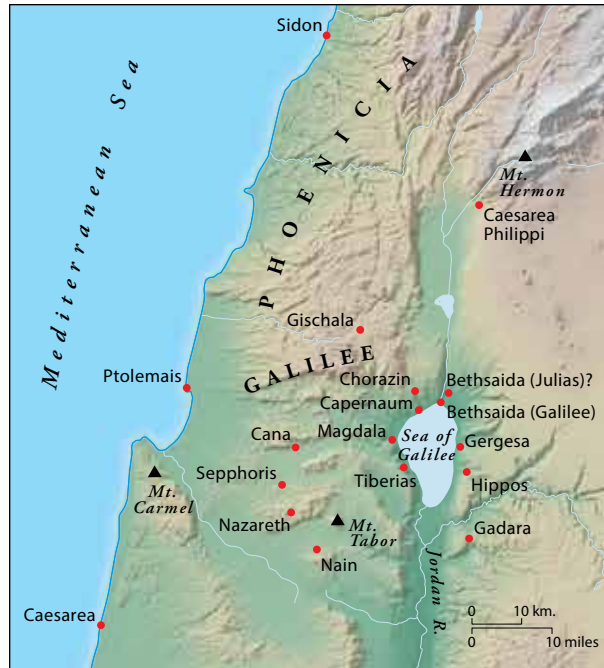 Sidon
Mediterranean Sea
PHOENICIA
Mt.
Hermon
Caesarea
Philippi
Gischala
GALILEE
Ptolemais
Chorazin
Bethsaida (Julias)?
Capernaum
Bethsaida (Galilee)
Cana
Magdala
Sea of
Galilee
Gergesa
Sepphoris
Tiberias
Hippos
Mt.
Carmel
Nazareth
Mt.
Tabor
Gadara
Nain
Jordan R.
Caesarea
0 10 km.
0 10 miles